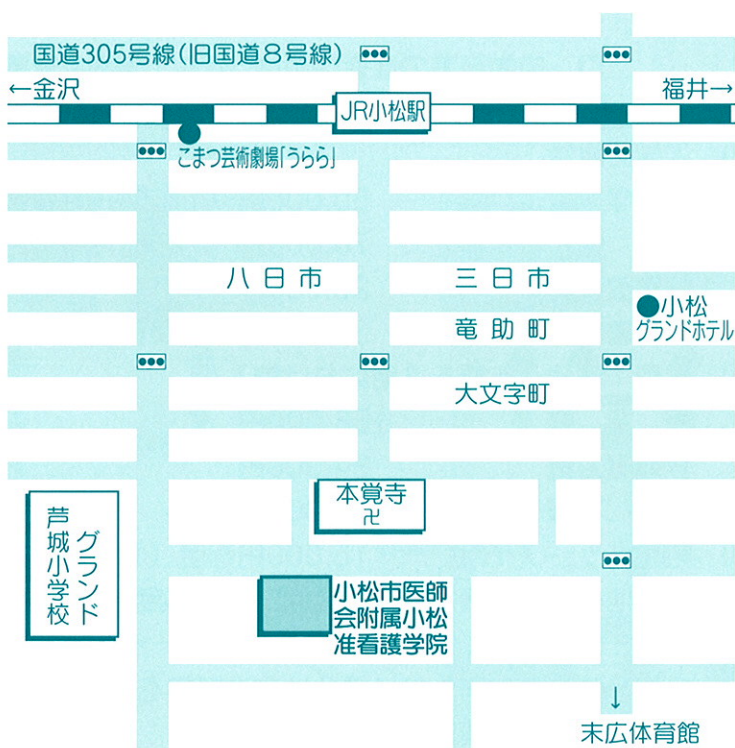 国道305号線(旧国道8号線)
←金沢
福井→
JR小松駅
こまつ芸術劇場「うらら」
八日市
三日市
小松
グランドホテル
竜助町
大文字町
本覚寺
卍
芦城小学校
グランド
小松市医師
会附属小松
准看護学院
↓
末広体育館